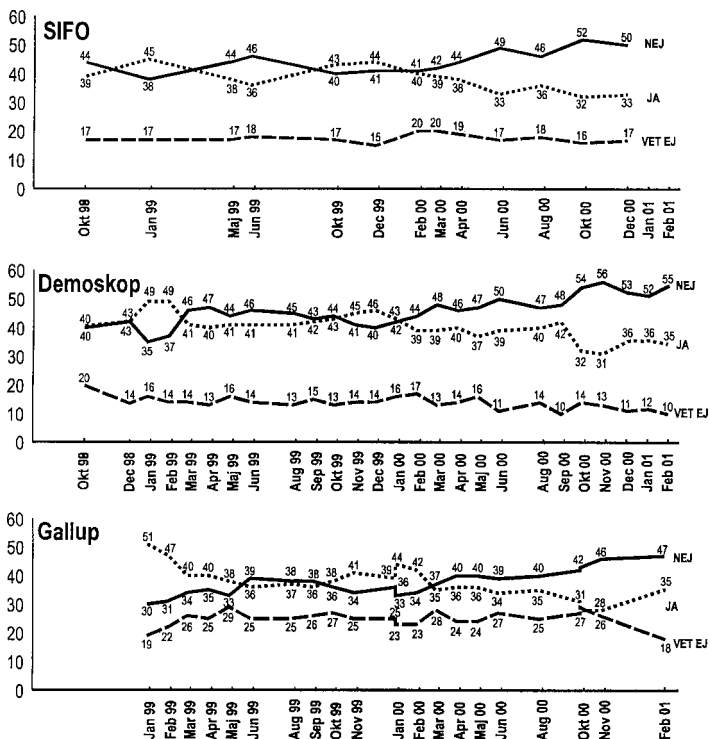 SIFO
60
50
40
30
20
10
0
44 38 44 46 40 41 41 42 44 49 46 52 50 NEJ
39 45 38 36 43 44 40 39 38 33 36 32 33 JA
17 17 17 18 17 15 20 20 19 17 18 16 17 VET EJ
Okt 98 Jan 99 Maj 99 Jun 99 Okt 99 Dec 99 Feb 00 Mar 00 Apr 00 Jun 00 Aug 00 Okt 00 Dec 00 Jan 01 Feb 01
Demoskop
60
50
40
30
20
10
0
40 43 35 37 46 47 44 46 45 43 44 41 40 42 44 48 46 47 50 47 48 54 56 53 52 55 NEJ
40 43 49 49 41 40 41 41 41 42 43 45 46 43 39 39 40 37 39 40 42 32 31 36 36 35 JA
20 14 16 14 14 13 16 14 13 15 13 14 14 16 17 13 14 16 11 14 10 14 13 11 12 10 VET EJ
Okt 98 Dec 98 Jan 99 Feb 99 Mar 99 Apr 99 Maj 99 Jun 99 Aug 99 Sep 99 Okt 99 Nov 99 Dec 99 Jan 00 Feb 00 Mar 00 Apr 00 Maj 00 Jun 00 Aug 00 Sep 00 Okt 00 Nov 00 Dec 00 Jan 01 Feb 01
Gallup
60
50
40
30
20
10
0
51 47 40 40 38 36 37 36 38 41 39 44 42 35 36 36 34 35 31 28 35 JA
30 31 34 35 33 39 38 38 36 34 36 33 34 37 40 40 39 40 42 46 47 NEJ
19 22 26 25 29 25 25 26 27 25 25 23 23 28 24 24 27 25 27 26 18 VET EJ
Jan 99 Feb 99 Mar 99 Apr 99 Maj 99 Jun 99 Aug 99 Sep 99 Okt 99 Nov 99 Jan 00 Feb 00 Mar 00 Apr 00 Maj 00 Jun 00 Aug 00 Okt 00 Nov 00 Feb 01